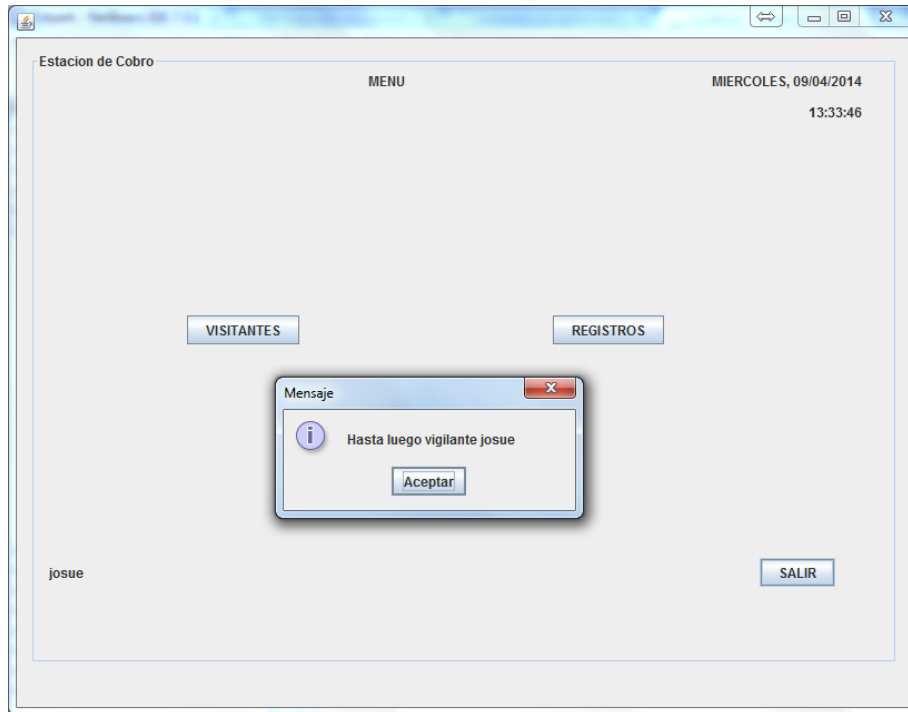 Estacion de Cobro
MENU
MIERCOLES, 09/04/2014
13:33:46
VISITANTES
REGISTROS
Mensaje
Hasta luego vigilante josue
Aceptar
josue
SALIR